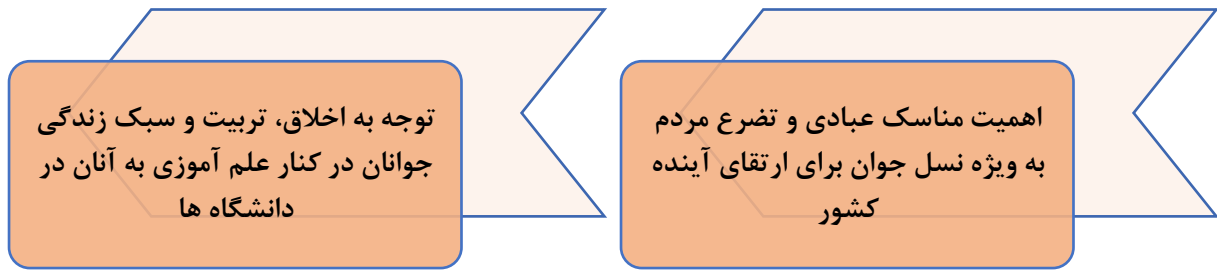 اهمیت مناسک عبادی و تضرع مردم
به ویژه نسل جوان برای ارتقای آینده
کشور
توجه به اخلاق، تربیت و سبک زندگی
جوانان در کنار علم آموزی به آنان در
دانشگاه ها